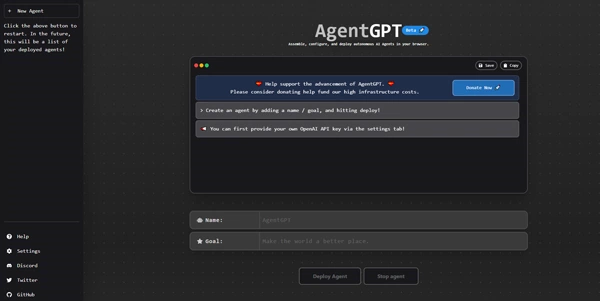 + New Agent
Click the above button to
restart. In the future,
this will be a list of
your deployed agents!
Help
Settings
Discord
Twitter
GitHub
AgentGPT Beta
Assemble, configure, and deploy autonomous AI Agents in your browser.
Save Copy
Help support the advancement of AgentGPT.
Please consider donating help fund our high infrastructure costs.
Donate Now
> Create an agent by adding a name / goal, and hitting deploy!
You can first provide your own OpenAI API key via the settings tab!
Name: AgentGPT
Goal: Make the world a better place.
Deploy Agent Stop agent